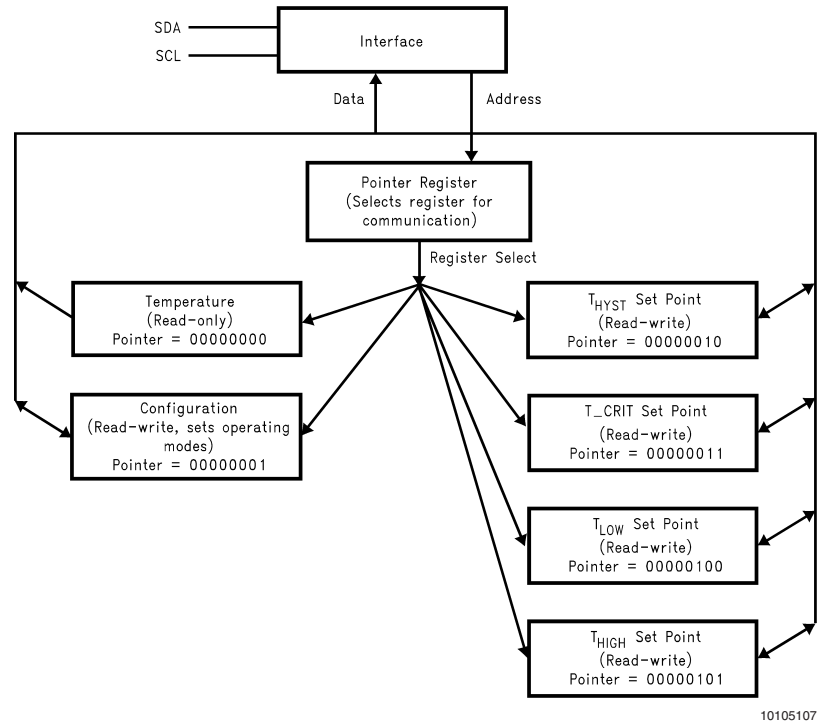 SDA
SCL
Interface
Data
Address
Pointer Register
(Selects register for
communication)
Register Select
Temperature
(Read-only)
Pointer = 00000000
Configuration
(Read-write, sets operating
modes)
Pointer = 00000001
THYST Set Point
(Read-write)
Pointer = 00000010
T_CRIT Set Point
(Read-write)
Pointer = 00000011
TLOW Set Point
(Read-write)
Pointer = 00000100
THIGH Set Point
(Read-write)
Pointer = 00000101
10105107